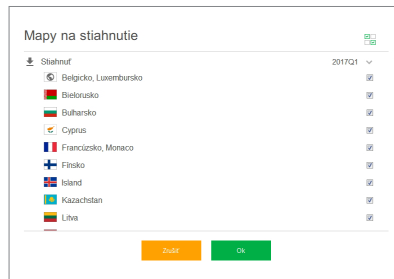 Mapy na stiahnutie
Stiahnuť 2017Q1
Belgicko, Luxembursko
Bielorusko
Bulharsko
Cyprus
Francúzsko, Monaco
Fínsko
Island
Kazachstan
Litva
Zrušiť Ok